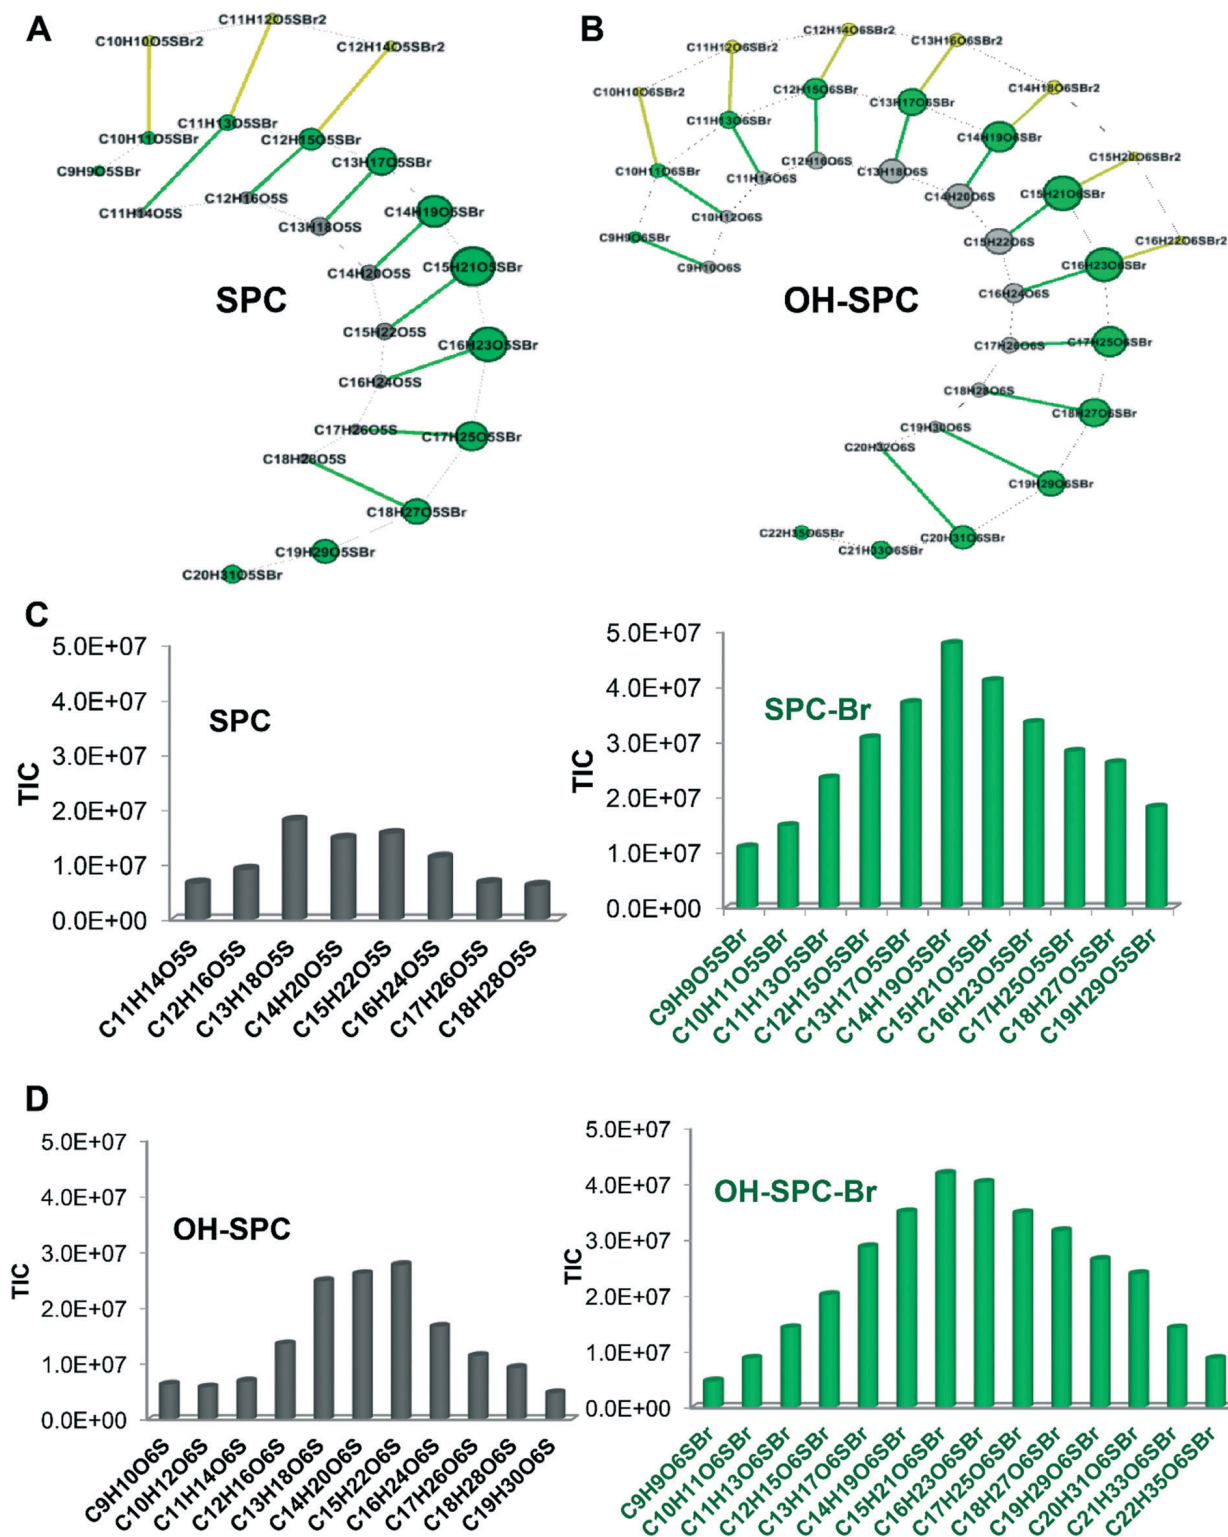 A
C11H12O5SBr2
C10H10O5SBr2
C12H14O5SBr2
C11H13O5SBr
C10H11O5SBr
C12H15O5SBr
C13H17O5SBr
C9H9O5SBr
C12H16O5S
C11H14O5S
C14H19O5SBr
C13H18O5S
C14H20O5S
C15H21O5SBr
SPC
C15H22O5S
C16H23O5SBr
C16H24O5S
C17H26O5S
C17H25O5SBr
C18H28O5S
C18H27O5SBr
C19H29O5SBr
C20H31O5SBr
B
C12H14O6SBr2
C13H16O6SBr2
C11H12O6SBr2
C14H18O6SBr2
C10H10O6SBr2
C12H15O6SBr
C13H17O6SBr
C11H13O6SBr
C14H19O6SBr
C15H20O6SBr2
C12H16O6S
C10H11O6SBr
C11H14O6S
C13H18O6S
C14H20O6S
C15H21O6SBr
C10H12O6S
C9H9O6SBr
C15H22O6S
C16H22O6SBr2
C9H10O6S
C16H23O6SBr
OH-SPC
C16H24O6S
C17H26O6S
C17H25O6SBr
C18H28O6S
C18H27O6SBr
C19H30O6S
C20H32O6S
C19H29O6SBr
C22H35O6SBr
C21H33O6SBr
C20H31O6SBr
C
5.0E+07
4.0E+07
3.0E+07
2.0E+07
1.0E+07
0.0E+00
TIC
SPC
C11H14O5S
C12H16O5S
C13H18O5S
C14H20O5S
C15H22O5S
C16H24O5S
C17H26O5S
C18H28O5S
5.0E+07
4.0E+07
3.0E+07
2.0E+07
1.0E+07
0.0E+00
TIC
SPC-Br
C9H9O5SBr
C10H11O5SBr
C11H13O5SBr
C12H15O5SBr
C13H17O5SBr
C14H19O5SBr
C15H21O5SBr
C16H23O5SBr
C17H25O5SBr
C18H27O5SBr
C19H29O5SBr
D
5.0E+07
4.0E+07
3.0E+07
2.0E+07
1.0E+07
0.0E+00
TIC
OH-SPC
C9H10O6S
C10H12O6S
C11H14O6S
C12H16O6S
C13H18O6S
C14H20O6S
C15H22O6S
C16H24O6S
C17H26O6S
C18H28O6S
C19H30O6S
5.0E+07
4.0E+07
3.0E+07
2.0E+07
1.0E+07
0.0E+00
TIC
OH-SPC-Br
C9H9O6SBr
C10H11O6SBr
C11H13O6SBr
C12H15O6SBr
C13H17O6SBr
C14H19O6SBr
C15H21O6SBr
C16H23O6SBr
C17H25O6SBr
C18H27O6SBr
C19H29O6SBr
C20H31O6SBr
C21H33O6SBr
C22H35O6SBr